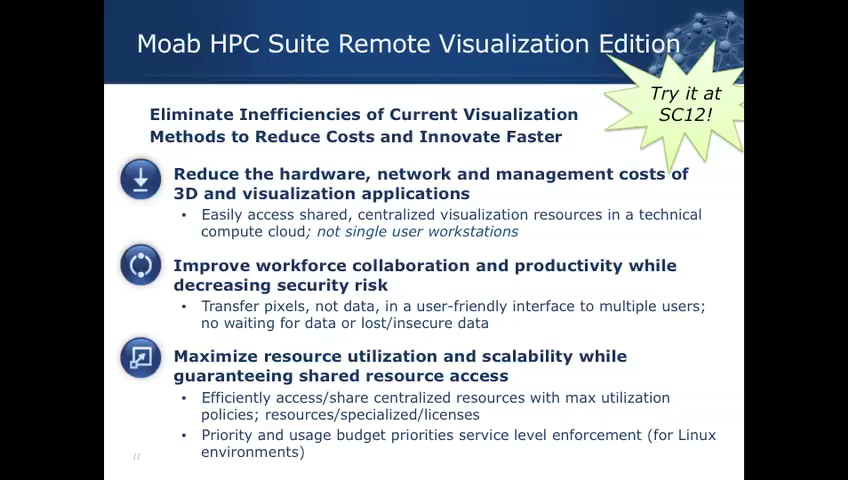 Moab HPC Suite Remote Visualization Edition
Try it at
SC12!
Eliminate Inefficiencies of Current Visualization
Methods to Reduce Costs and Innovate Faster
Reduce the hardware, network and management costs of
3D and visualization applications
▪ Easily access shared, centralized visualization resources in a technical
compute cloud; not single user workstations
Improve workforce collaboration and productivity while
decreasing security risk
▪ Transfer pixels, not data, in a user-friendly interface to multiple users;
no waiting for data or lost/insecure data
Maximize resource utilization and scalability while
guaranteeing shared resource access
▪ Efficiently access/share centralized resources with max utilization
policies; resources/specialized/licenses
▪ Priority and usage budget priorities service level enforcement (for Linux
environments)
11